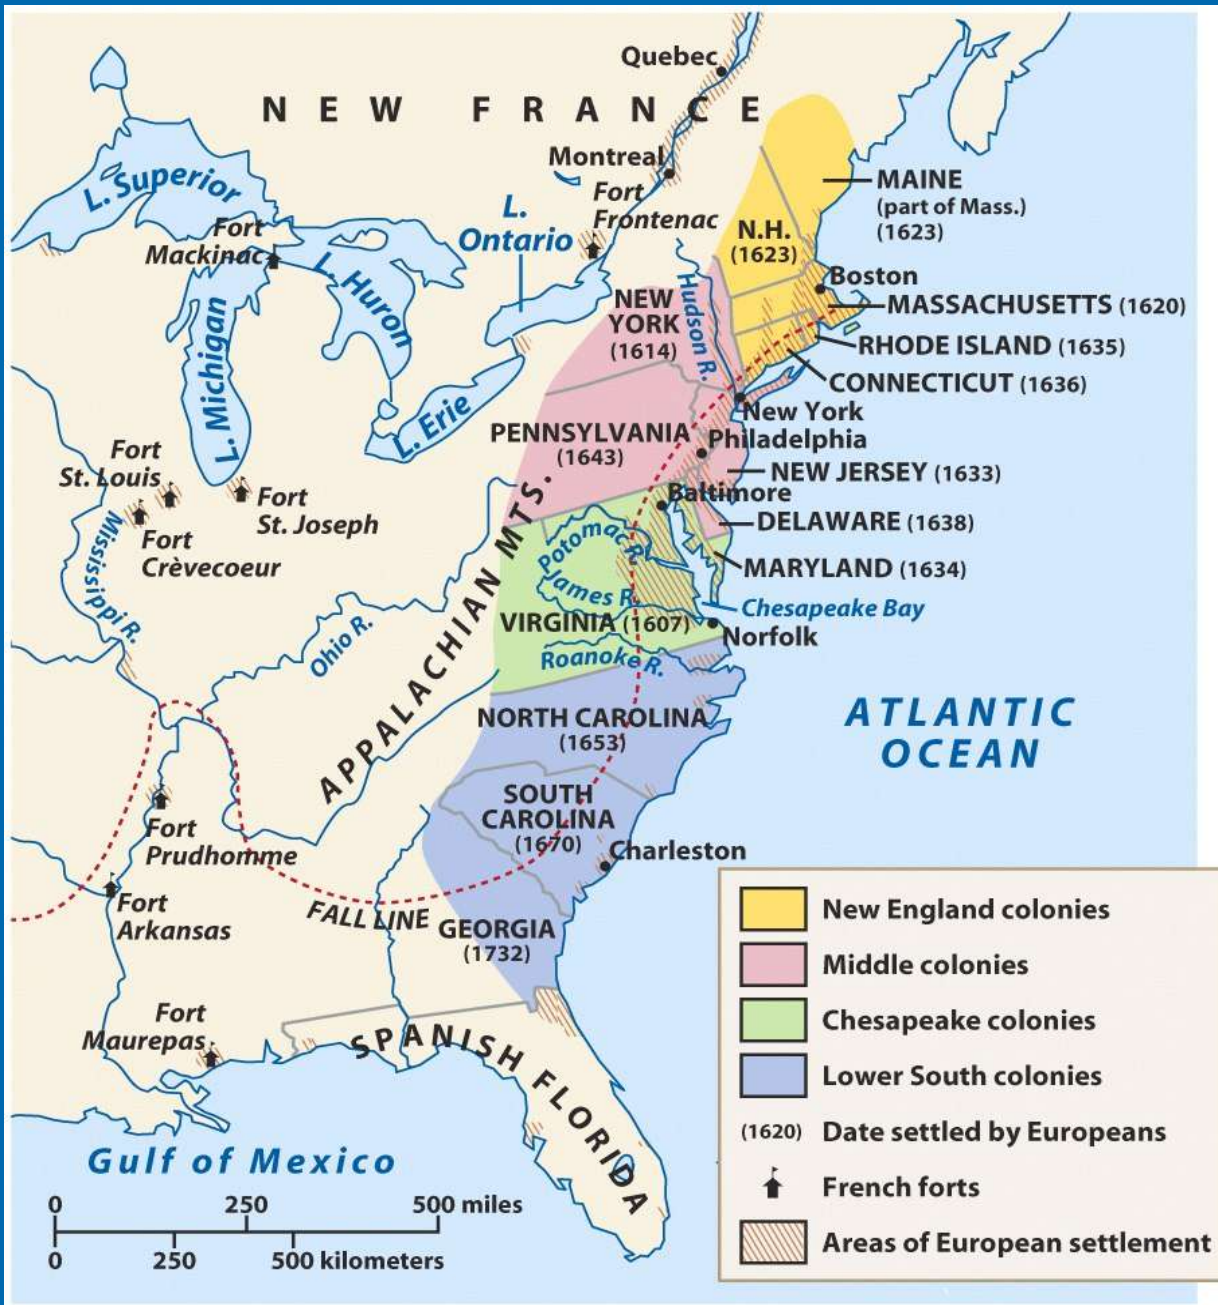 Quebec
NEW FRANCE
Montreal
L. Superior
Fort
Mackinac
Fort
Frontenac
L.
Ontario
L. Huron
L. Michigan
L. Erie
MAINE
(part of Mass.)
(1623)
N.H.
(1623)
Boston
MASSACHUSETTS (1620)
RHODE ISLAND (1635)
CONNECTICUT (1636)
NEW
YORK
(1614)
Hudson R.
New York
PENNSYLVANIA
(1643)
Philadelphia
NEW JERSEY (1633)
Baltimore
DELAWARE (1638)
MARYLAND (1634)
Chesapeake Bay
Fort
St. Louis
Fort
St. Joseph
Fort
Crèvecoeur
Mississippi R.
Ohio R.
APPALACHIAN MTS.
Potomac R.
James R.
VIRGINIA (1607)
Norfolk
Roanoke R.
NORTH CAROLINA
(1653)
ATLANTIC
OCEAN
SOUTH
CAROLINA
(1670)
Charleston
Fort
Prudhomme
Fort
Arkansas
FALL LINE
GEORGIA
(1732)
Fort
Maurepas
SPANISH FLORIDA
Gulf of Mexico
0 250 500 miles
0 250 500 kilometers
New England colonies
Middle colonies
Chesapeake colonies
Lower South colonies
(1620) Date settled by Europeans
French forts
Areas of European settlement